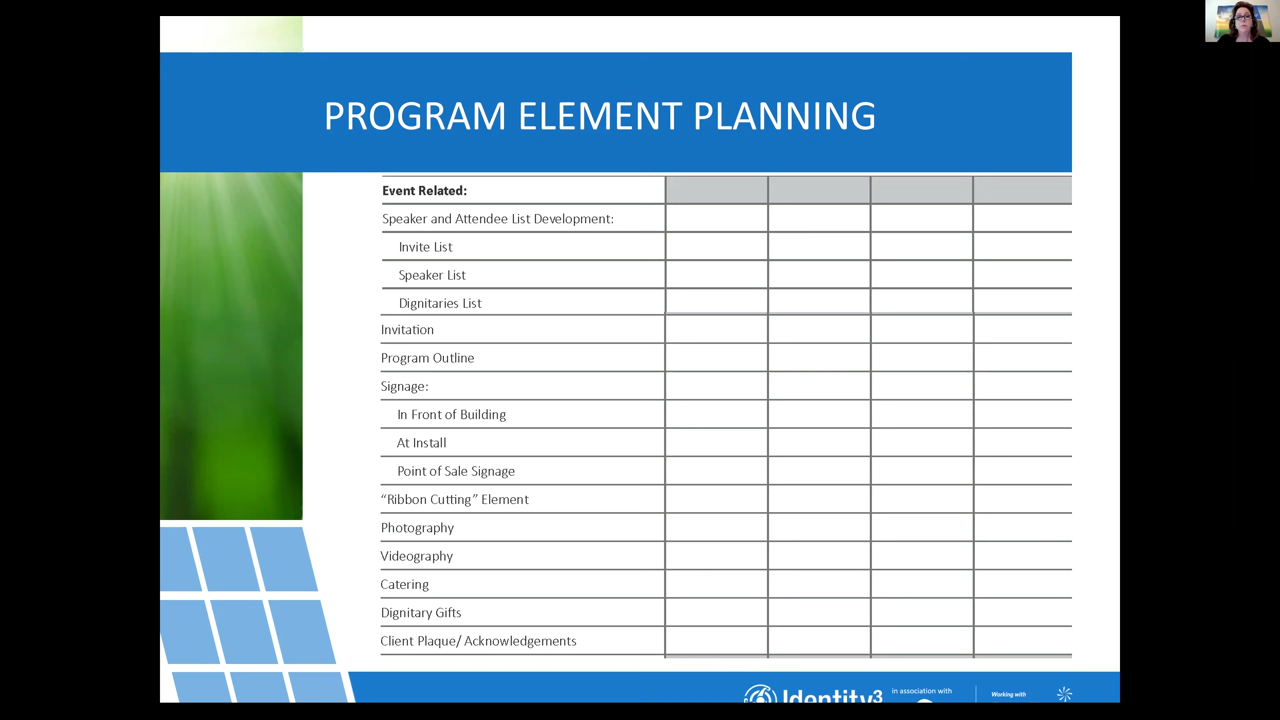 PROGRAM ELEMENT PLANNING
Event Related:
Speaker and Attendee List Development:
Invite List
Speaker List
Dignitaries List
Invitation
Program Outline
Signage:
In Front of Building
At Install
Point of Sale Signage
“Ribbon Cutting” Element
Photography
Videography
Catering
Dignitary Gifts
Client Plaque/ Acknowledgements
Identity3
in association with
Working with